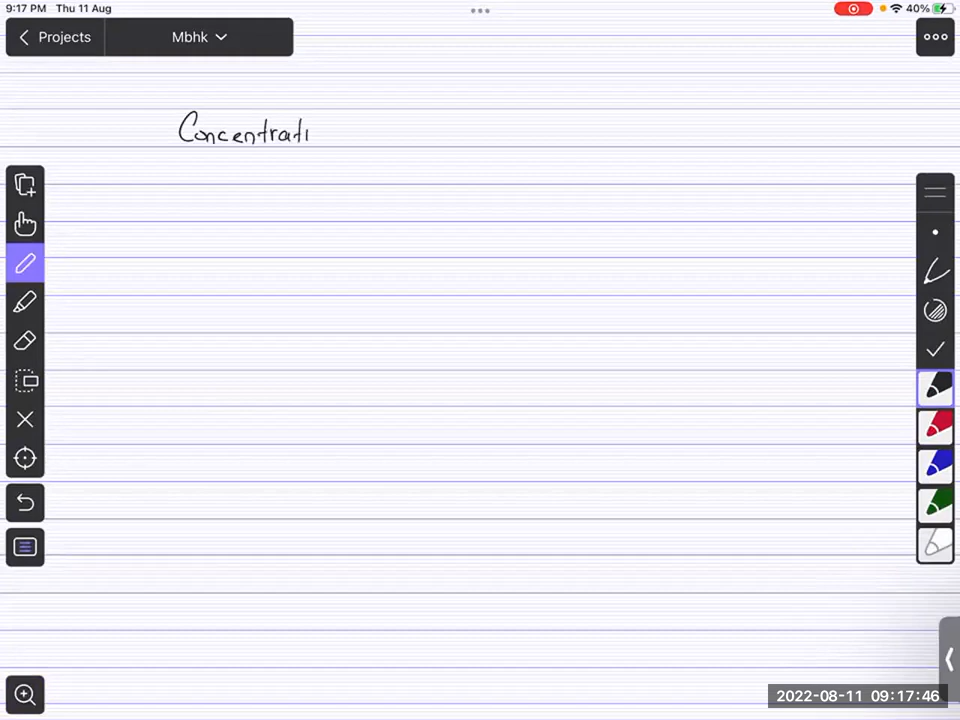 9:17 PM Thu 11 Aug
40%
Projects
Mbhk
Concentrati
2022-08-11 09:17:46